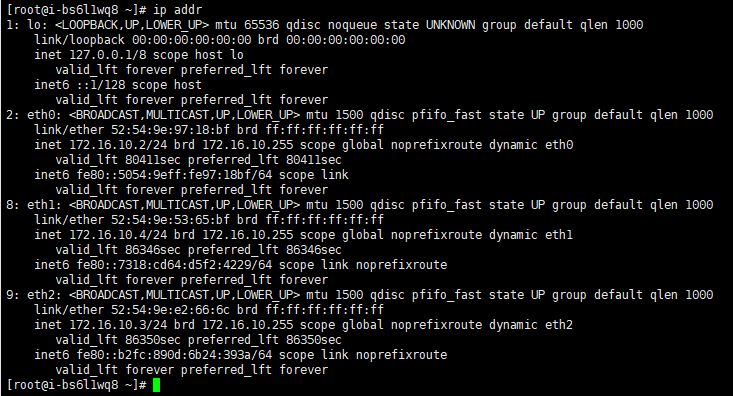 [root@i-bs6l1wq8 ~]# ip addr
1: lo: <LOOPBACK,UP,LOWER_UP> mtu 65536 qdisc noqueue state UNKNOWN group default qlen 1000
    link/loopback 00:00:00:00:00:00 brd 00:00:00:00:00:00
    inet 127.0.0.1/8 scope host lo
       valid_lft forever preferred_lft forever
    inet6 ::1/128 scope host
       valid_lft forever preferred_lft forever
2: eth0: <BROADCAST,MULTICAST,UP,LOWER_UP> mtu 1500 qdisc pfifo_fast state UP group default qlen 1000
    link/ether 52:54:9e:97:18:bf brd ff:ff:ff:ff:ff:ff
    inet 172.16.10.2/24 brd 172.16.10.255 scope global noprefixroute dynamic eth0
       valid_lft 80411sec preferred_lft 80411sec
    inet6 fe80::5054:9eff:fe97:18bf/64 scope link
       valid_lft forever preferred_lft forever
8: eth1: <BROADCAST,MULTICAST,UP,LOWER_UP> mtu 1500 qdisc pfifo_fast state UP group default qlen 1000
    link/ether 52:54:9e:53:65:bf brd ff:ff:ff:ff:ff:ff
    inet 172.16.10.4/24 brd 172.16.10.255 scope global noprefixroute dynamic eth1
       valid_lft 86346sec preferred_lft 86346sec
    inet6 fe80::7318:cd64:d5f2:4229/64 scope link noprefixroute
       valid_lft forever preferred_lft forever
9: eth2: <BROADCAST,MULTICAST,UP,LOWER_UP> mtu 1500 qdisc pfifo_fast state UP group default qlen 1000
    link/ether 52:54:9e:e2:66:6c brd ff:ff:ff:ff:ff:ff
    inet 172.16.10.3/24 brd 172.16.10.255 scope global noprefixroute dynamic eth2
       valid_lft 86350sec preferred_lft 86350sec
    inet6 fe80::b2fc:890d:6b24:393a/64 scope link noprefixroute
       valid_lft forever preferred_lft forever
[root@i-bs6l1wq8 ~]#